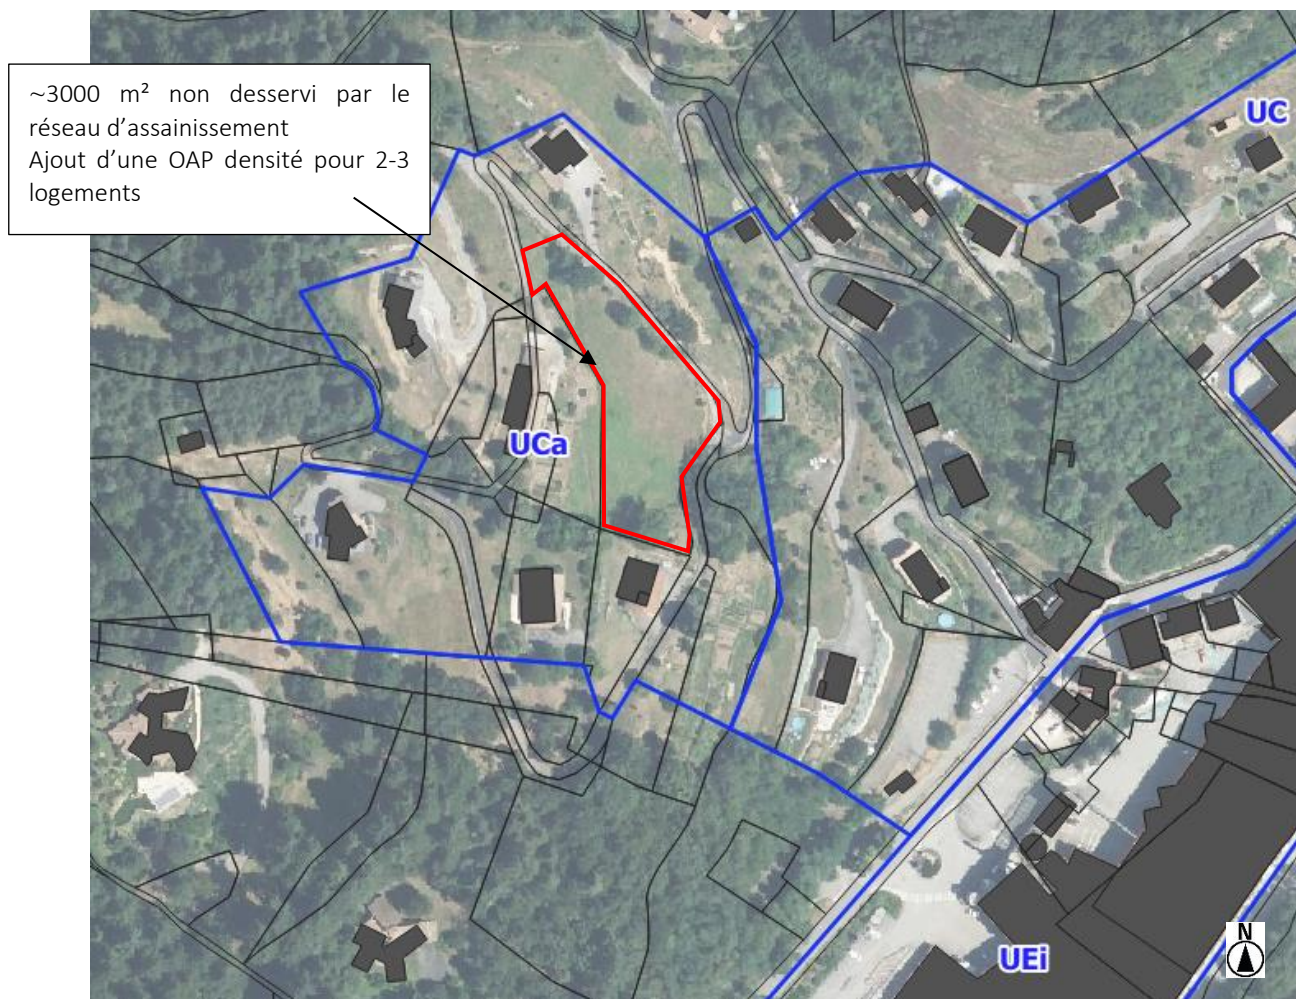 ~3000 m² non desservi par le
réseau d’assainissement
Ajout d’une OAP densité pour 2-3
logements
UC
UCa
UEi
N